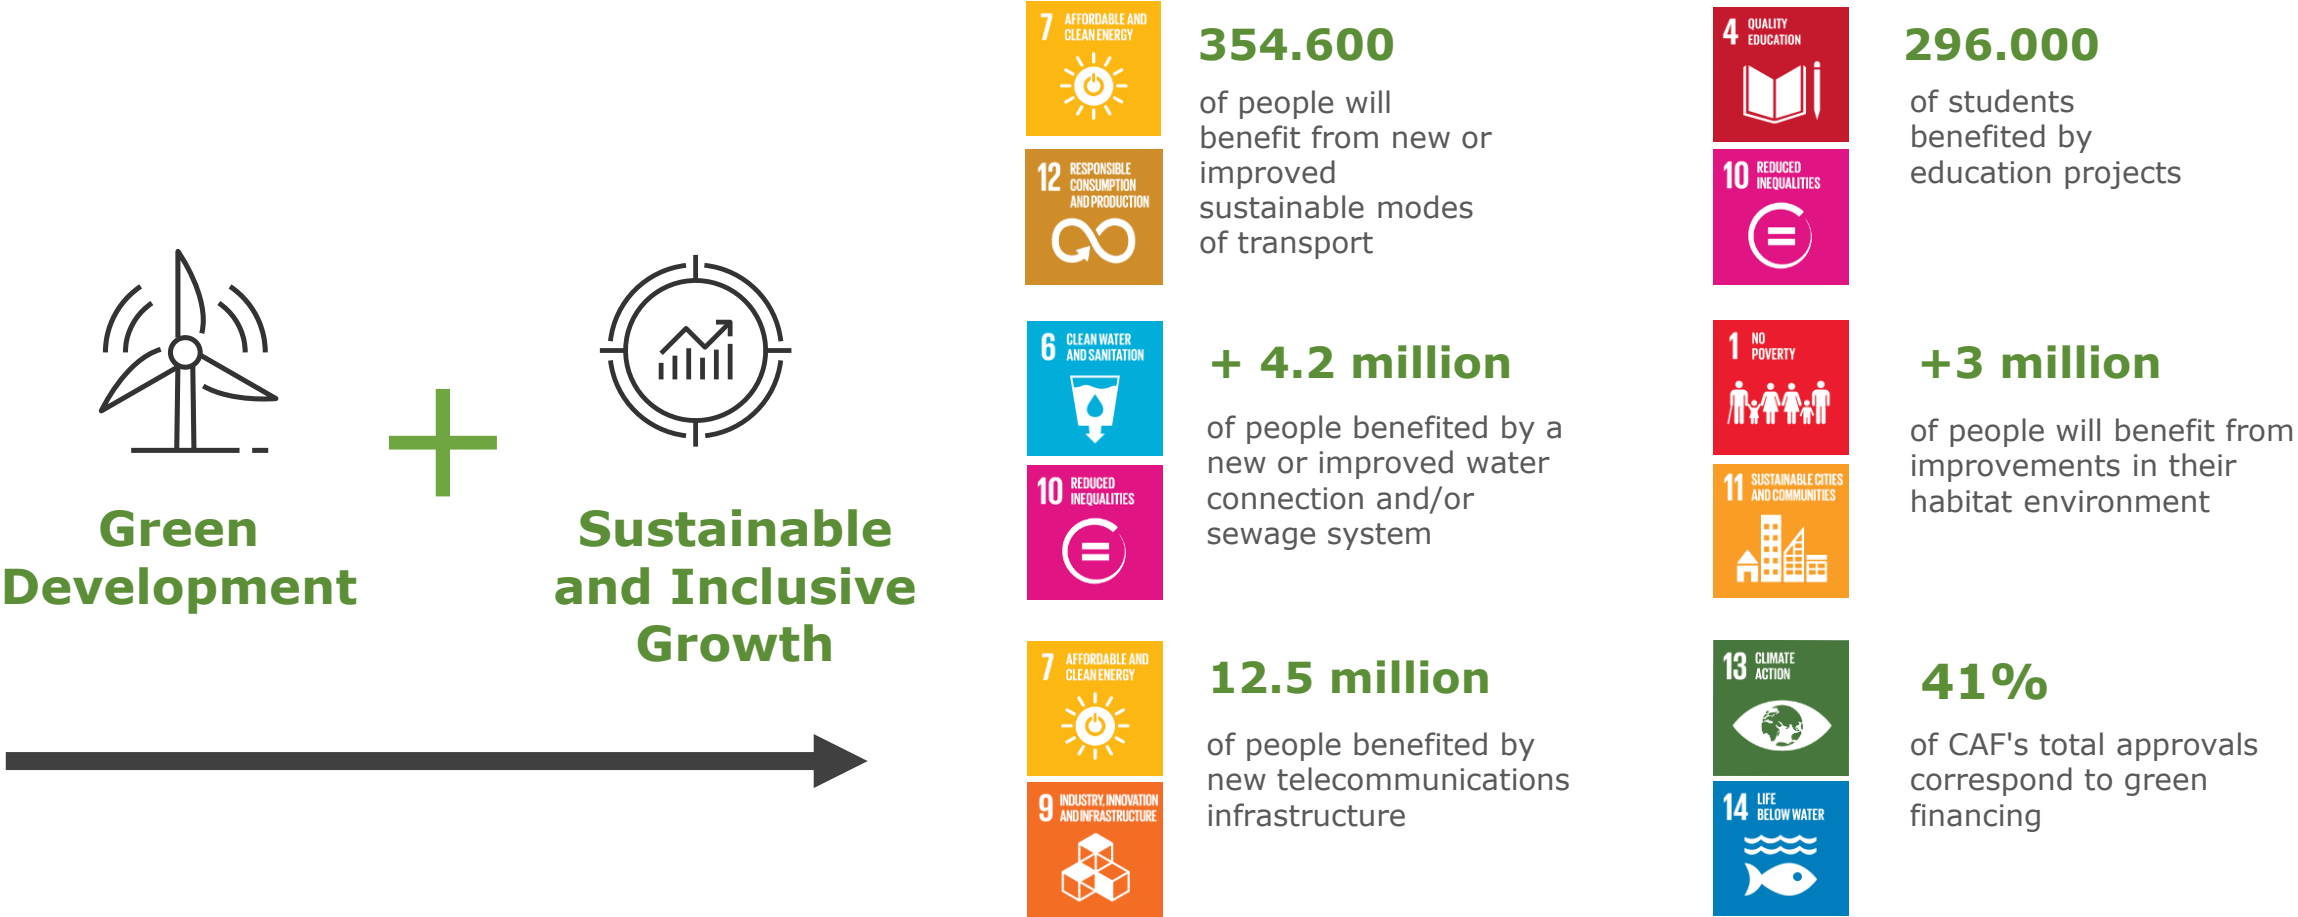 Green
Development
Sustainable
and Inclusive
Growth
7 AFFORDABLE AND
CLEAN ENERGY
12 RESPONSIBLE
CONSUMPTION
AND PRODUCTION
354.600
of people will
benefit from new or
improved
sustainable modes
of transport
4 QUALITY
EDUCATION
10 REDUCED
INEQUALITIES
296.000
of students
benefited by
education projects
6 CLEAN WATER
AND SANITATION
10 REDUCED
INEQUALITIES
+ 4.2 million
of people benefited by a
new or improved water
connection and/or
sewage system
1 NO
POVERTY
11 SUSTAINABLE CITIES
AND COMMUNITIES
+3 million
of people will benefit from
improvements in their
habitat environment
7 AFFORDABLE AND
CLEAN ENERGY
9 INDUSTRY, INNOVATION
AND INFRASTRUCTURE
12.5 million
of people benefited by
new telecommunications
infrastructure
13 CLIMATE
ACTION
14 LIFE
BELOW WATER
41%
of CAF's total approvals
correspond to green
financing